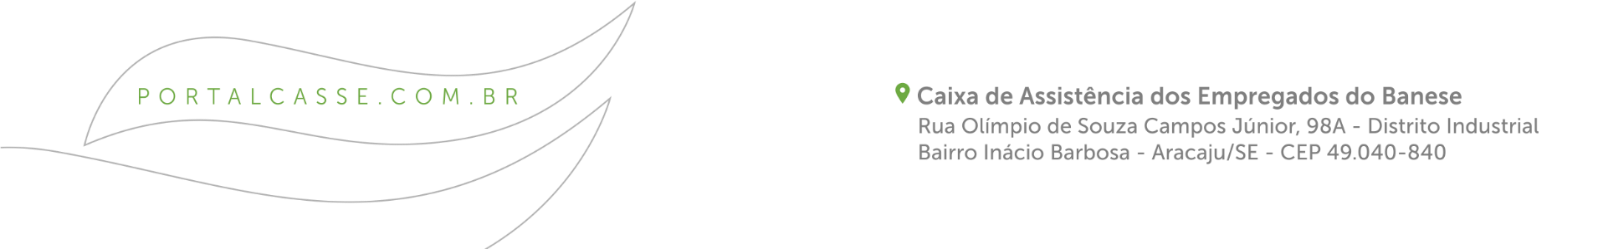 PORTALCASSE.COM.BR
Caixa de Assistência dos Empregados do Banese
Rua Olímpio de Souza Campos Júnior, 98A - Distrito Industrial
Bairro Inácio Barbosa - Aracaju/SE - CEP 49.040-840